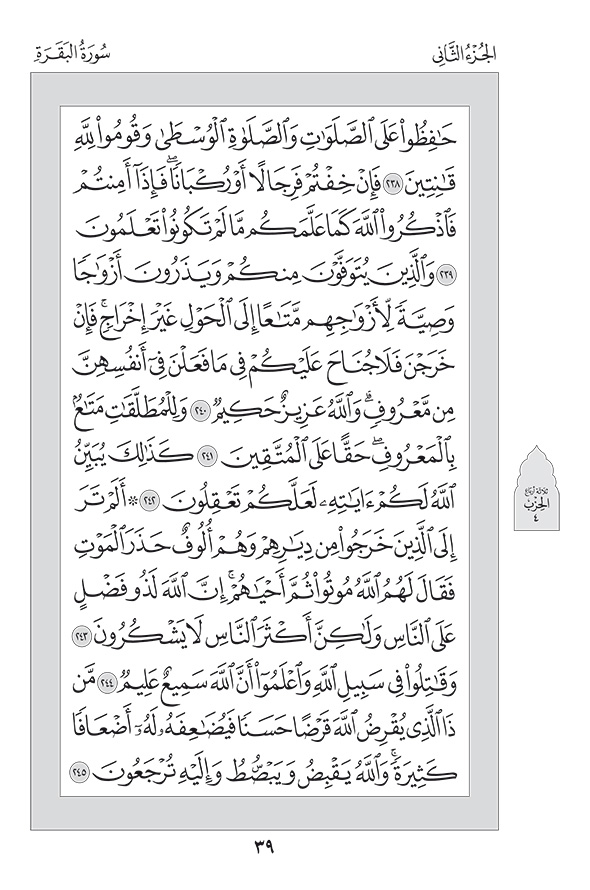 الجُزْءُ الثَّانِي
سُورَةُ البَقَرَةِ
حَٰفِظُواْ عَلَى ٱلصَّلَوَٰتِ وَٱلصَّلَوٰةِ ٱلۡوُسۡطَىٰ وَقُومُواْ لِلَّهِ
قَٰنِتِينَ ٢٣٨ فَإِنۡ خِفۡتُمۡ فَرِجَالًا أَوۡ رُكۡبَانٗاۖ فَإِذَآ أَمِنتُمۡ
فَٱذۡكُرُواْ ٱللَّهَ كَمَا عَلَّمَكُم مَّا لَمۡ تَكُونُواْ تَعۡلَمُونَ
٢٣٩ وَٱلَّذِينَ يُتَوَفَّوۡنَ مِنكُمۡ وَيَذَرُونَ أَزۡوَٰجٗا
وَصِيَّةٗ لِّأَزۡوَٰجِهِم مَّتَٰعًا إِلَى ٱلۡحَوۡلِ غَيۡرَ إِخۡرَاجٖۚ فَإِنۡ
خَرَجۡنَ فَلَا جُنَاحَ عَلَيۡكُمۡ فِي مَا فَعَلۡنَ فِيٓ أَنفُسِهِنَّ
مِن مَّعۡرُوفٖۗ وَٱللَّهُ عَزِيزٌ حَكِيمٞ ٢٤٠ وَلِلۡمُطَلَّقَٰتِ مَتَٰعُۢ
بِٱلۡمَعۡرُوفِۖ حَقًّا عَلَى ٱلۡمُتَّقِينَ ٢٤١ كَذَٰلِكَ يُبَيِّنُ
ٱللَّهُ لَكُمۡ ءَايَٰتِهِۦ لَعَلَّكُمۡ تَعۡقِلُونَ ٢٤٢ ۞ أَلَمۡ تَرَ
إِلَى ٱلَّذِينَ خَرَجُواْ مِن دِيَٰرِهِمۡ وَهُمۡ أُلُوفٌ حَذَرَ ٱلۡمَوۡتِ
فَقَالَ لَهُمُ ٱللَّهُ مُوتُواْ ثُمَّ أَحۡيَٰهُمۡۚ إِنَّ ٱللَّهَ لَذُو فَضۡلٍ
عَلَى ٱلنَّاسِ وَلَٰكِنَّ أَكۡثَرَ ٱلنَّاسِ لَا يَشۡكُرُونَ ٢٤٣
وَقَٰتِلُواْ فِي سَبِيلِ ٱللَّهِ وَٱعۡلَمُوٓاْ أَنَّ ٱللَّهَ سَمِيعٌ عَلِيمٞ ٢٤٤ مَّن
ذَا ٱلَّذِي يُقۡرِضُ ٱللَّهَ قَرۡضًا حَسَنٗا فَيُضَٰعِفَهُۥ لَهُۥٓ أَضۡعَافٗا
كَثِيرَةٗۚ وَٱللَّهُ يَقۡبِضُ وَيَبۡصُۜطُ وَإِلَيۡهِ تُرۡجَعُونَ ٢٤٥
ثلاثة أرباع
الحزب
٤
٣٩